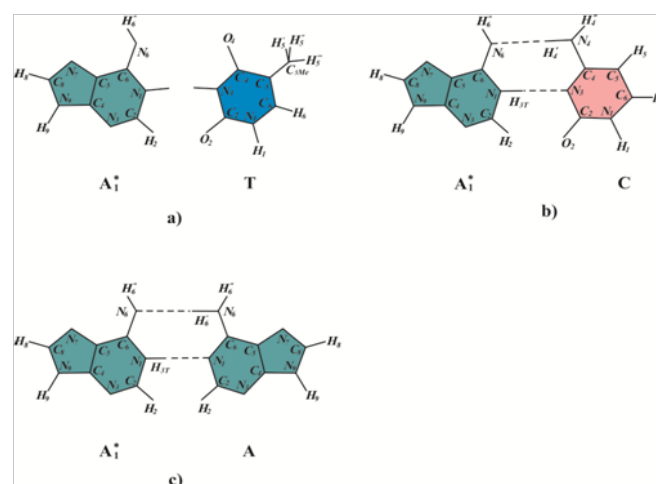 H6″ O4 H5″ H5″ H5″ C5Me
N6 N7 C6 C5 N1 C8 H8 N9 C4 N3 C2 H9 H2
C4 N3 C2 N1 H6 O2 H1
A1* T
a)
H6″ H4″
N6 H4″ N4 H5
H8 N7 C8 C5 C6 N9 C4 N3 H3T N3 C4 C5 C6 C2 N1
H9 H2 O2 H1
A1* C
b)
H6″ H6″
N6 H6″ N6
H8 N7 C8 C5 C6 N1 N1 C6 C5 N7 C8 H8
N9 C4 H3T C4 N9
N3 C2 C2 N3
H9 H2 H2 H9
A1* A
c)